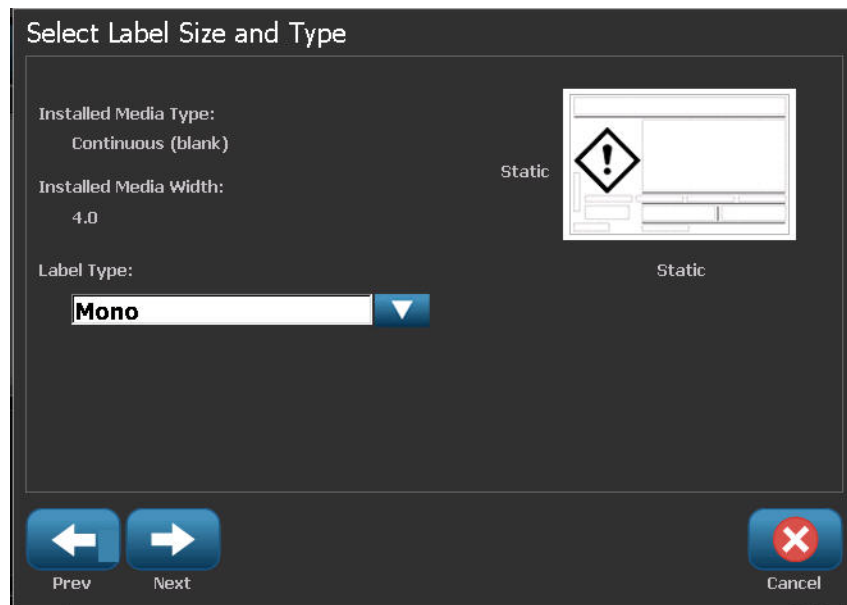 Select Label Size and Type
Installed Media Type:
Continuous (blank)
Installed Media Width:
4.0
Label Type:
Mono
Static
Static
Prev
Next
Cancel